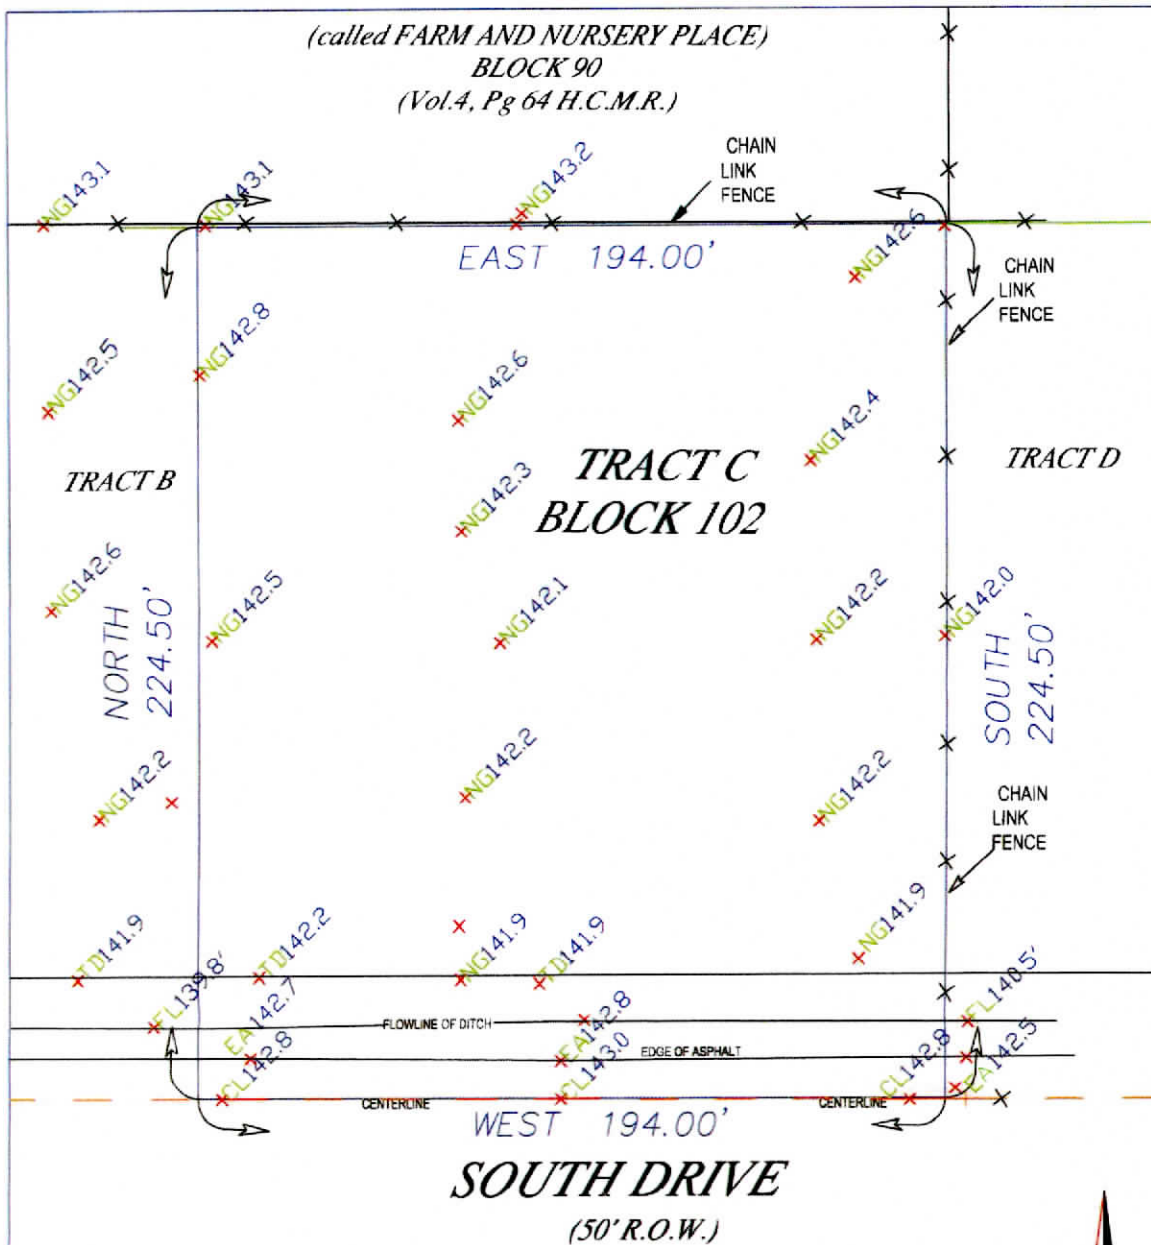 (called FARM AND NURSERY PLACE)
BLOCK 90
(Vol.4, Pg 64 H.C.M.R.)
CHAIN
LINK
FENCE
NG143.1
NG143.1
NG143.2
NG142.6
EAST 194.00'
CHAIN
LINK
FENCE
NG142.5
NG142.8
NG142.6
NG142.4
TRACT B
TRACT C
BLOCK 102
TRACT D
NG142.3
NG142.6
NG142.5
NG142.1
NG142.2
NG142.0
NORTH
224.50'
SOUTH
224.50'
NG142.2
NG142.2
NG142.2
CHAIN
LINK
FENCE
TD141.9
TD142.2
NG141.9
TD141.9
NG141.9
FL139.8'
FL140.5'
FLOWLINE OF DITCH
EA142.7
EA142.8
EDGE OF ASPHALT
EA142.5
CL142.8
CL143.0
CL142.8
CENTERLINE
CENTERLINE
WEST 194.00'
SOUTH DRIVE
(50' R.O.W.)